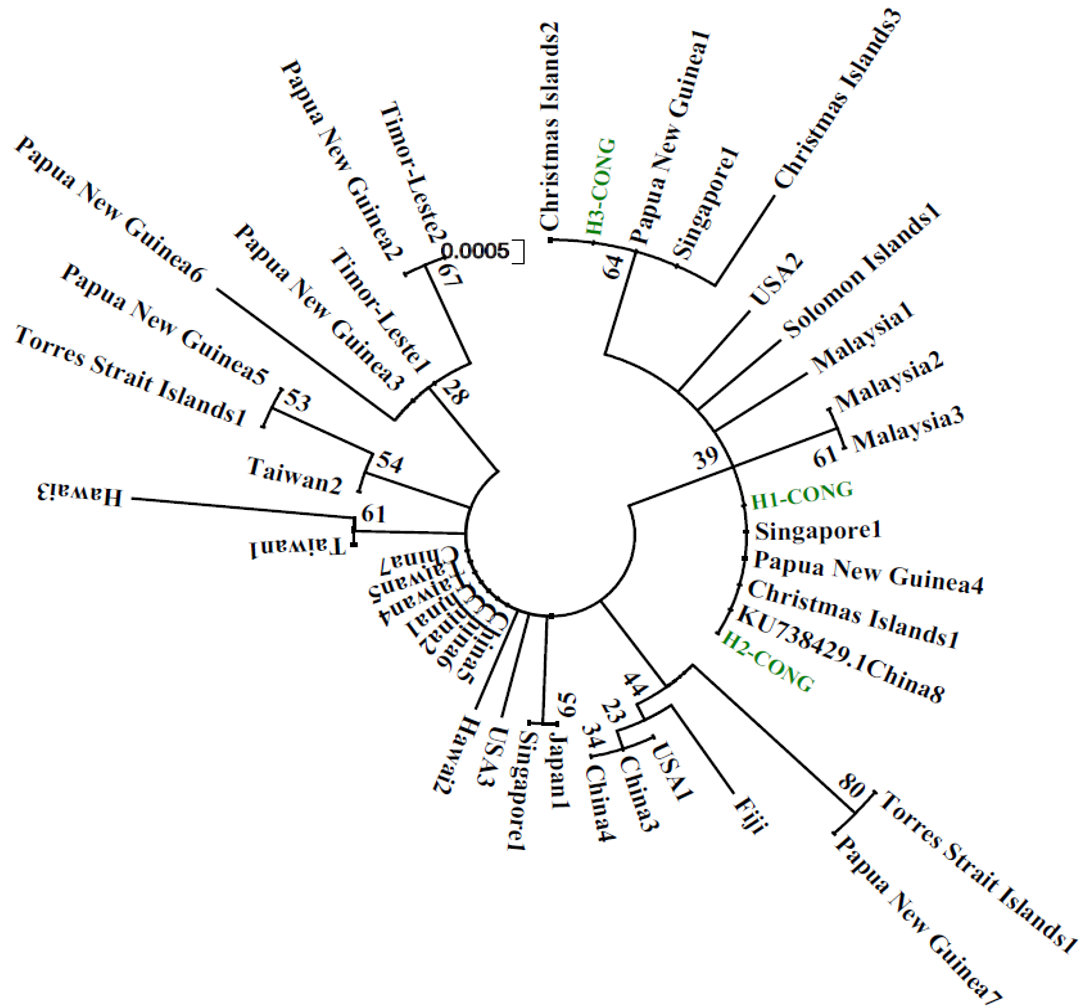 Christmas Islands2
H3-CONG
Papua New Guinea1
Singapore1
Christmas Islands3
64
USA2
Solomon Islands1
Malaysia1
Malaysia2
Malaysia3
61
39
H1-CONG
Singapore1
Papua New Guinea4
Christmas Islands1
KU738429.1China8
H2-CONG
Torres Strait Islands1
80
Papua New Guinea7
Fiji
44
23
34
USA1
China3
China4
Japan1
59
Singapore1
USA3
Hawai2
China5
China6
China2
China1
Taiwan4
Taiwan5
China7
Taiwan1
61
Hawai3
Taiwan2
54
Torres Strait Islands1
53
Papua New Guinea5
Papua New Guinea6
Papua New Guinea3
28
Timor-Leste1
Papua New Guinea2
67
Timor-Leste2
0.0005